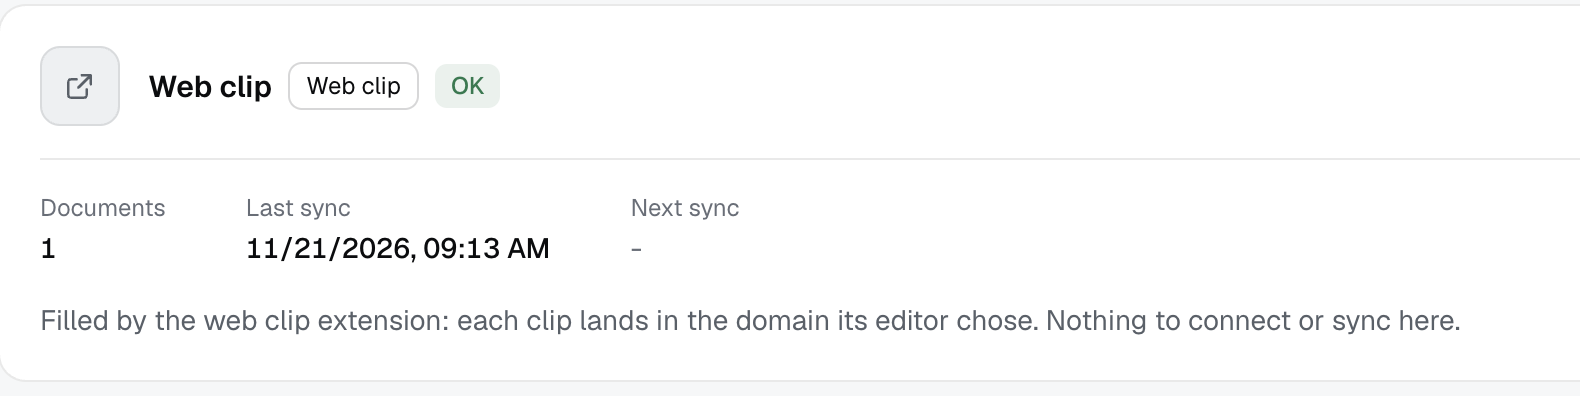 Web clip Web clip OK
Documents Last sync Next sync
1 11/21/2026, 09:13 AM -
Filled by the web clip extension: each clip lands in the domain its editor chose. Nothing to connect or sync here.